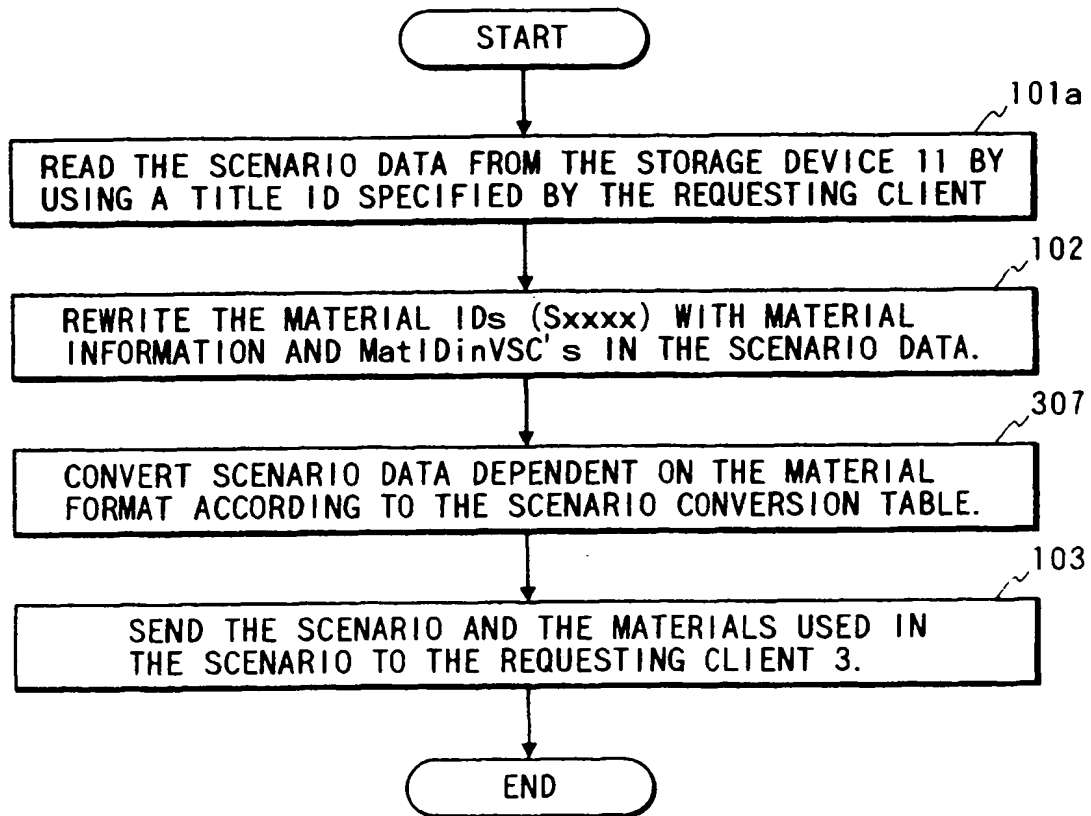 START
101a
READ THE SCENARIO DATA FROM THE STORAGE DEVICE 11 BY
USING A TITLE ID SPECIFIED BY THE REQUESTING CLIENT
102
REWRITE THE MATERIAL IDs (Sxxxx) WITH MATERIAL
INFORMATION AND MatIDinVSC's IN THE SCENARIO DATA.
307
CONVERT SCENARIO DATA DEPENDENT ON THE MATERIAL
FORMAT ACCORDING TO THE SCENARIO CONVERSION TABLE.
103
SEND THE SCENARIO AND THE MATERIALS USED IN
THE SCENARIO TO THE REQUESTING CLIENT 3.
END